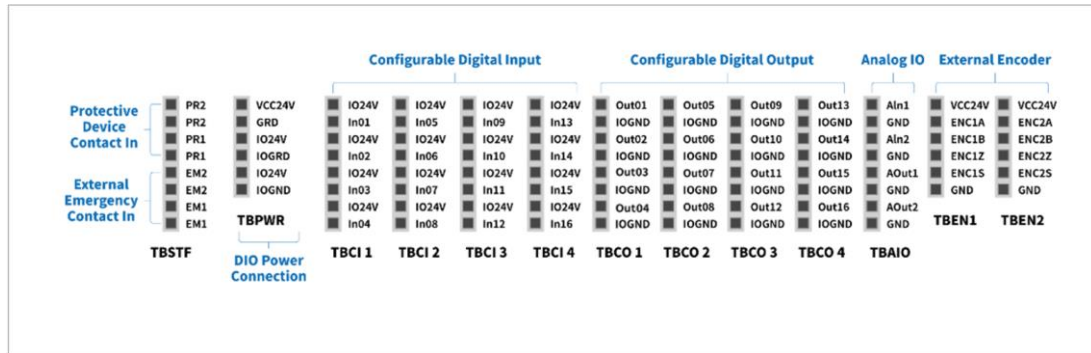 Configurable Digital Input
Configurable Digital Output
Analog IO
External Encoder
Protective
Device
Contact In
External
Emergency
Contact In
PR2
PR2
PR1
PR1
EM2
EM2
EM1
EM1
TBSTF
VCC24V
GRD
IO24V
IOGRD
IO24V
IOGND
TBPWR
DIO Power
Connection
IO24V
In01
IO24V
In02
IO24V
In03
IO24V
In04
TBCI 1
IO24V
In05
IO24V
In06
IO24V
In07
IO24V
In08
TBCI 2
IO24V
In09
IO24V
In10
IO24V
In11
IO24V
In12
TBCI 3
IO24V
In13
IO24V
In14
IO24V
In15
IO24V
In16
TBCI 4
Out01
IOGND
Out02
IOGND
Out03
IOGND
Out04
IOGND
TBCO 1
Out05
IOGND
Out06
IOGND
Out07
IOGND
Out08
IOGND
TBCO 2
Out09
IOGND
Out10
IOGND
Out11
IOGND
Out12
IOGND
TBCO 3
Out13
IOGND
Out14
IOGND
Out15
IOGND
Out16
IOGND
TBCO 4
Aln1
GND
Aln2
GND
AOut1
GND
AOut2
GND
TBAIO
VCC24V
ENC1A
ENC1B
ENC1Z
ENC1S
GND
TBEN1
VCC24V
ENC2A
ENC2B
ENC2Z
ENC2S
GND
TBEN2